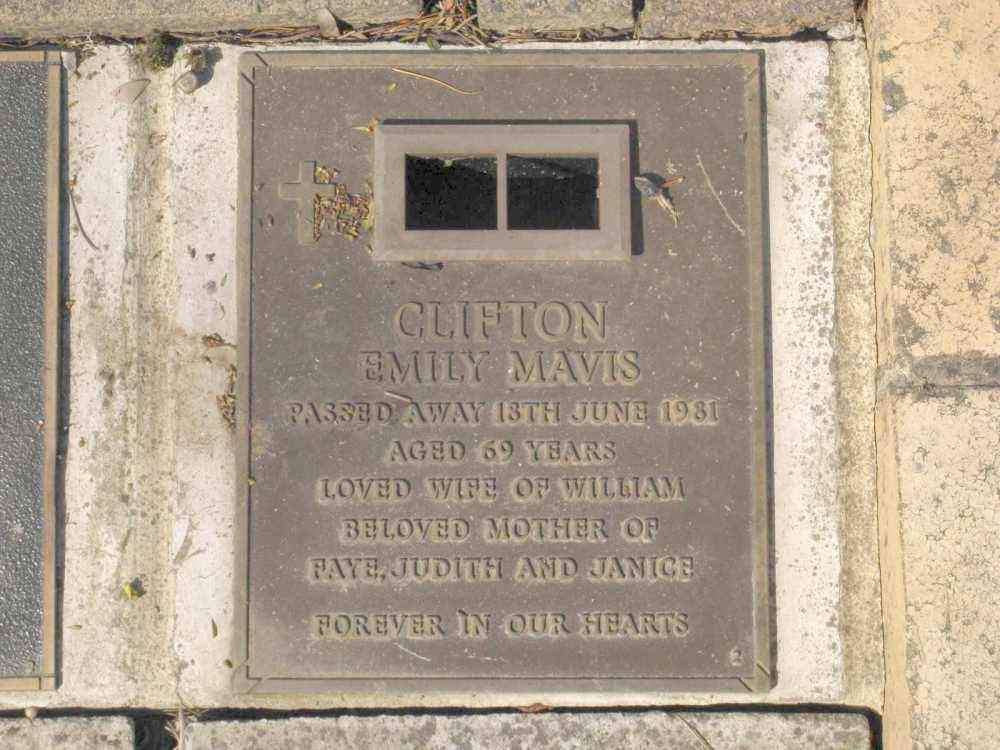 CLIFTON
EMILY MAVIS
PASSED AWAY 18TH JUNE 1981
AGED 69 YEARS
LOVED WIFE OF WILLIAM
BELOVED MOTHER OF
FAYE, JUDITH AND JANICE
FOREVER IN OUR HEARTS